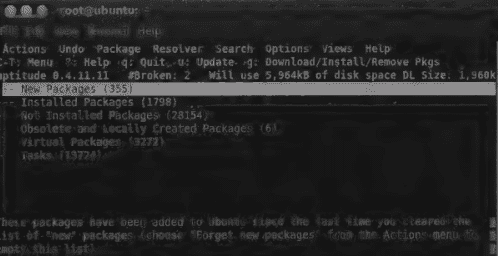 root@ubuntu:
Actions Undo Package Resolver Search Options Views Help
C-T: Menu ?: Help q: Quit u: Update g: Download/Install/Remove Pkgs
aptitude 0.4.11.11 #Broken: 2 Will use 5,964kB of disk space DL Size: 1,960k
-- New Packages (355)
-- Installed Packages (1798)
Not Installed Packages (28154)
Obsolete and Locally Created Packages (6)
Virtual Packages (3272)
Tasks
These packages have been added to Ubuntu since the last time you cleared the
list of "new" packages (choose "Forget new packages" from the Actions menu to
empty this list)